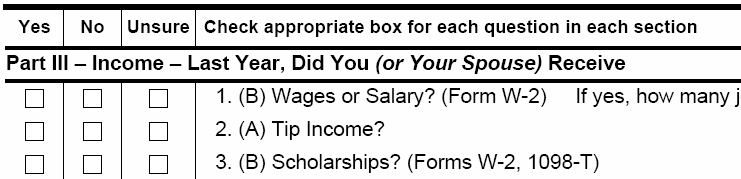 Yes No Unsure Check appropriate box for each question in each section
Part III – Income – Last Year, Did You (or Your Spouse) Receive
1. (B) Wages or Salary? (Form W-2) If yes, how many j
2. (A) Tip Income?
3. (B) Scholarships? (Forms W-2, 1098-T)